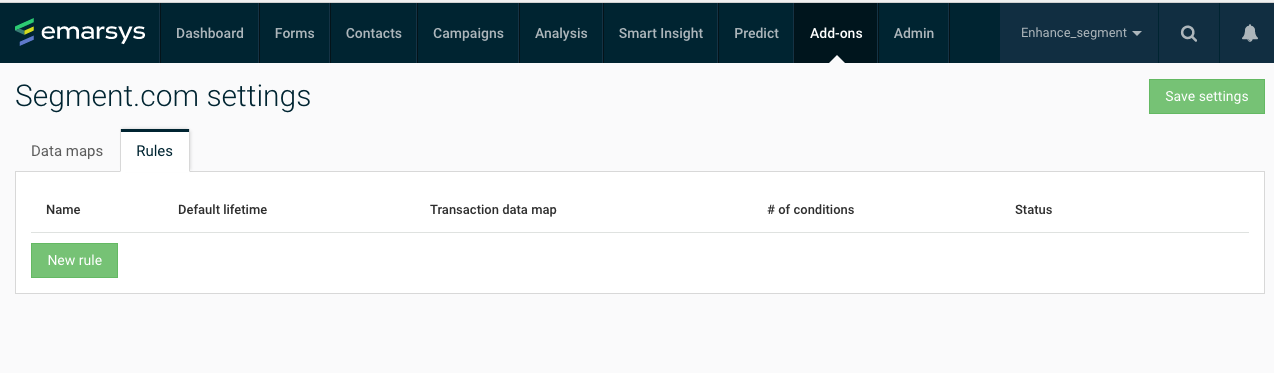 emarsys Dashboard Forms Contacts Campaigns Analysis Smart Insight Predict Add-ons Admin Enhance_segment
Segment.com settings Save settings
Data maps Rules
Name Default lifetime Transaction data map # of conditions Status
New rule